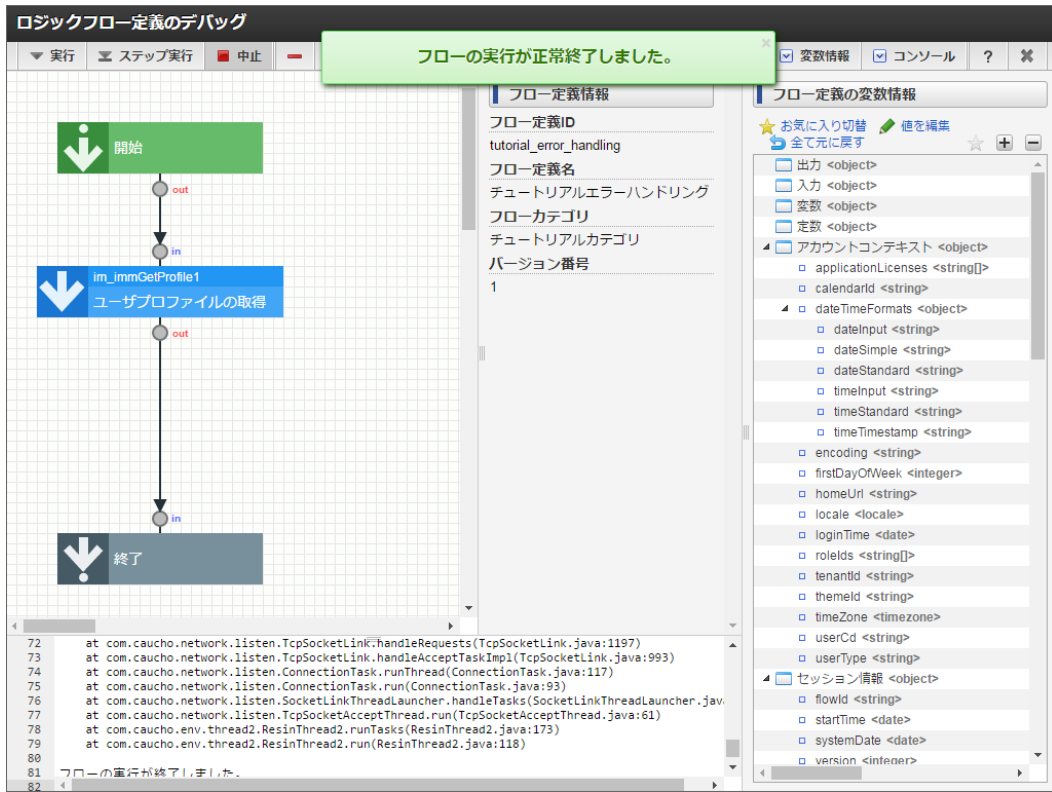 ロジックフロー定義のデバッグ
実行 ステップ実行 中止
フローの実行が正常終了しました。
×
変数情報 コンソール ? ✖
開始
out
in
im_immGetProfile1
ユーザプロファイルの取得
out
in
終了
フロー定義情報
フロー定義ID
tutorial_error_handling
フロー定義名
チュートリアルエラーハンドリング
フローカテゴリ
チュートリアルカテゴリ
バージョン番号
1
フロー定義の変数情報
お気に入り切替 値を編集
全て元に戻す
出力 <object>
入力 <object>
変数 <object>
定数 <object>
アカウントコンテキスト <object>
applicationLicenses <string[]>
calendarId <string>
dateTimeFormats <object>
dateInput <string>
dateSimple <string>
dateStandard <string>
timeInput <string>
timeStandard <string>
timeTimestamp <string>
encoding <string>
firstDayOfWeek <integer>
homeUrl <string>
locale <locale>
loginTime <date>
roleIds <string[]>
tenantId <string>
themeId <string>
timeZone <timezone>
userCd <string>
userType <string>
セッション情報 <object>
flowId <string>
startTime <date>
systemDate <date>
version <integer>
72 at com.caucho.network.listen.TcpSocketLink.handleRequests(TcpSocketLink.java:1197)
73 at com.caucho.network.listen.TcpSocketLink.handleAcceptTaskImpl(TcpSocketLink.java:993)
74 at com.caucho.network.listen.ConnectionTask.runThread(ConnectionTask.java:117)
75 at com.caucho.network.listen.ConnectionTask.run(ConnectionTask.java:93)
76 at com.caucho.network.listen.SocketLinkThreadLauncher.handleTasks(SocketLinkThreadLauncher.jav
77 at com.caucho.network.listen.TcpSocketAcceptThread.run(TcpSocketAcceptThread.java:61)
78 at com.caucho.env.thread2.ResinThread2.runTasks(ResinThread2.java:173)
79 at com.caucho.env.thread2.ResinThread2.run(ResinThread2.java:118)
80
81 フローの実行が終了しました。
82